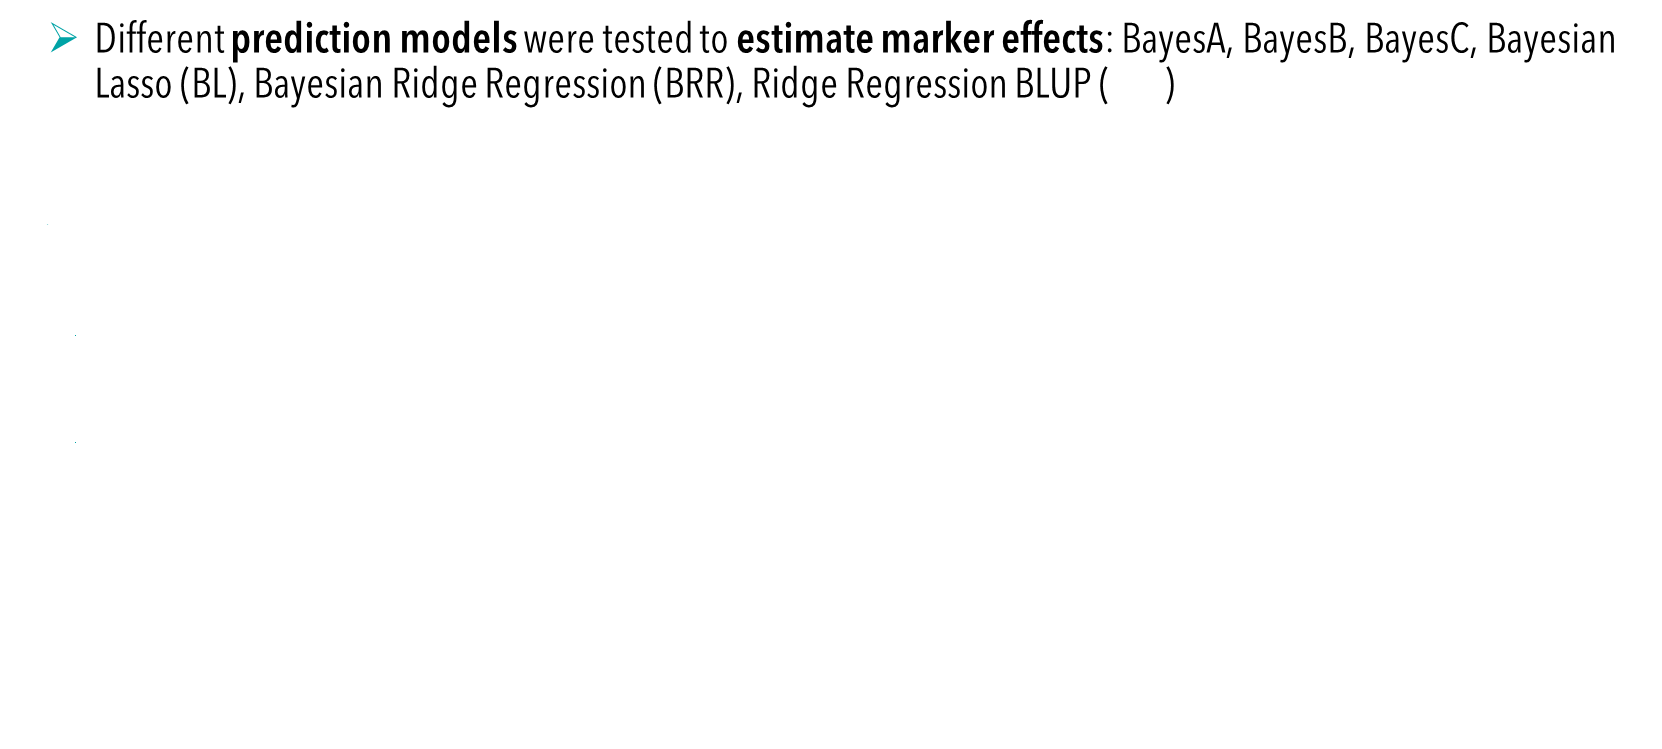 ➢ Different prediction models were tested to estimate marker effects: BayesA, BayesB, BayesC, Bayesian
Lasso (BL), Bayesian Ridge Regression (BRR), Ridge Regression BLUP ( )